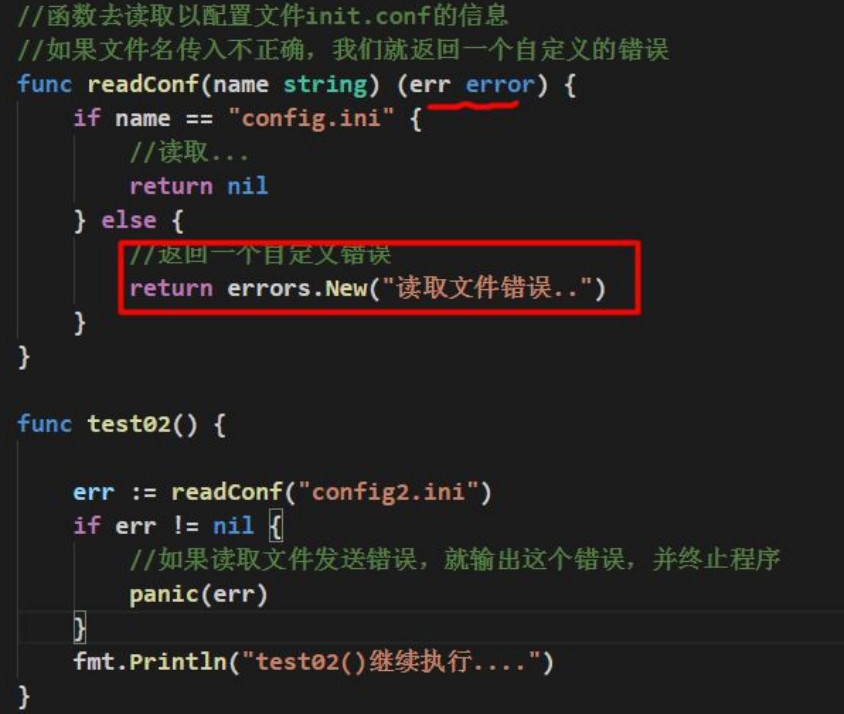 //函数去读取以配置文件init.conf的信息
//如果文件名传入不正确，我们就返回一个自定义的错误
func readConf(name string) (err error) {
    if name == "config.ini" {
        //读取...
        return nil
    } else {
        //返回一个自定义错误
        return errors.New("读取文件错误..")
    }
}

func test02() {

    err := readConf("config2.ini")
    if err != nil {
        //如果读取文件发送错误，就输出这个错误，并终止程序
        panic(err)
    }
    fmt.Println("test02()继续执行....")
}